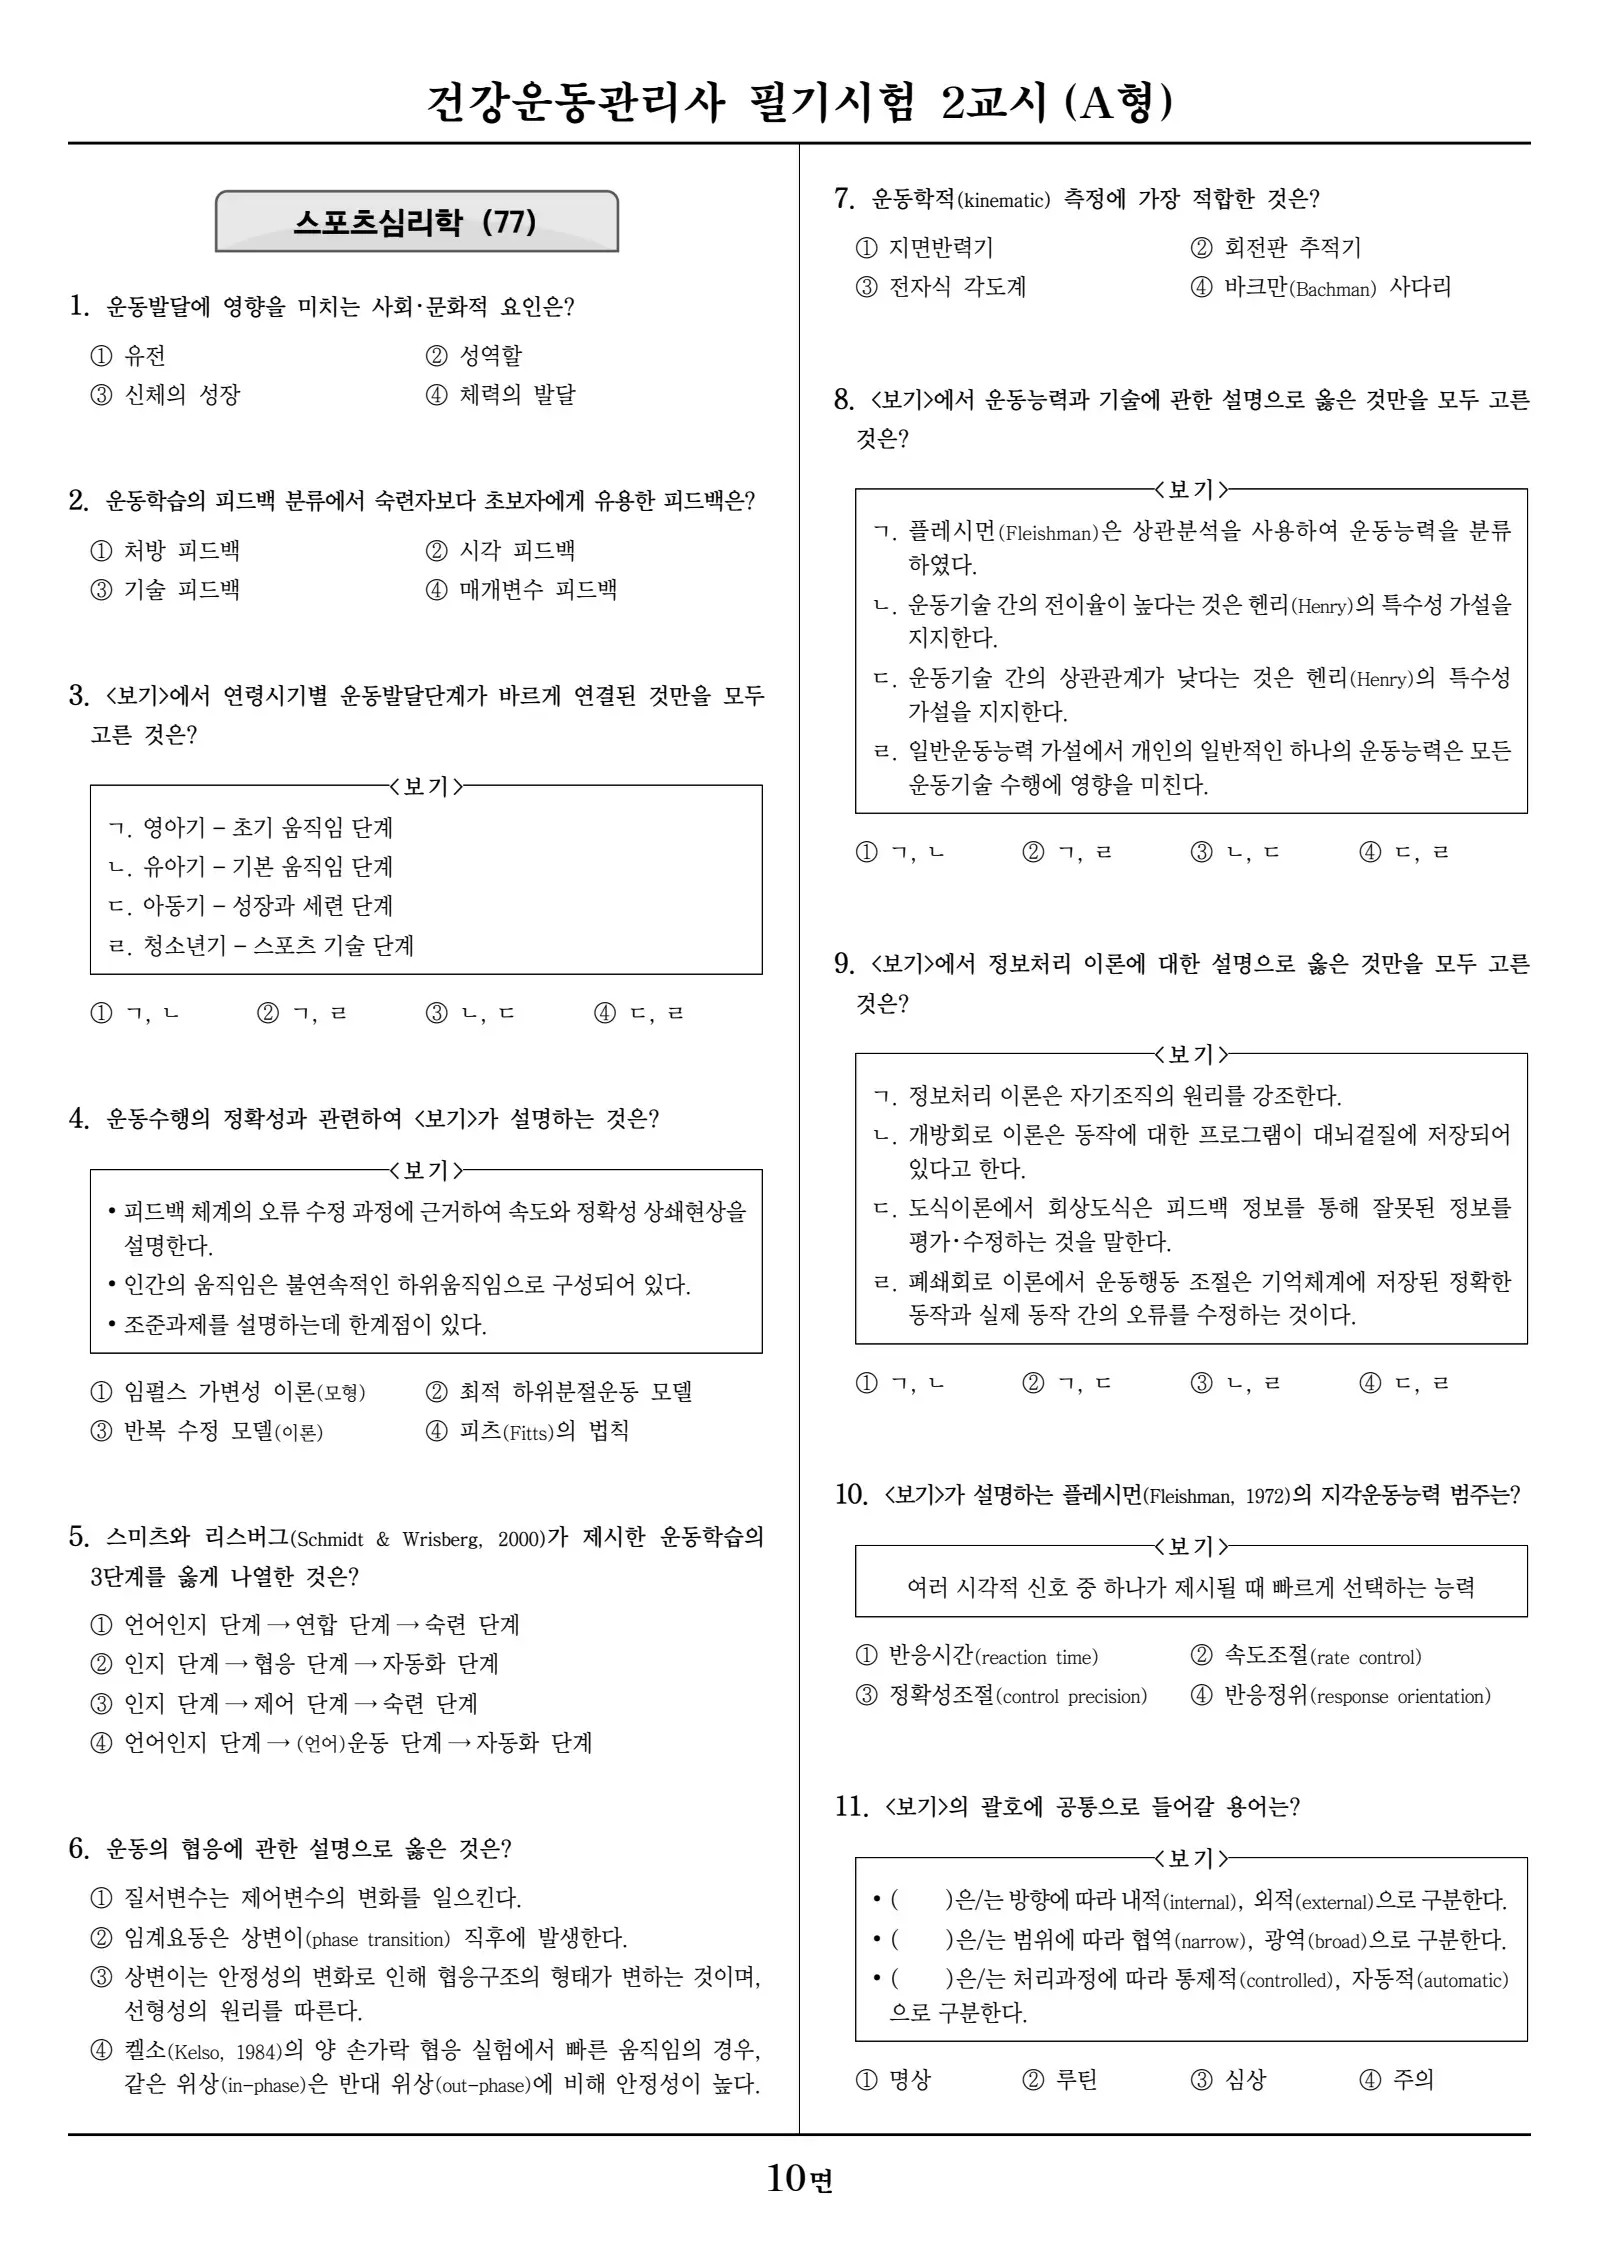 건강운동관리사 필기시험 2교시 (A형)
스포츠심리학 (77)
1. 운동발달에 영향을 미치는 사회·문화적 요인은?
① 유전 ② 성역할
③ 신체의 성장 ④ 체력의 발달
2. 운동학습의 피드백 분류에서 숙련자보다 초보자에게 유용한 피드백은?
① 처방 피드백 ② 시각 피드백
③ 기술 피드백 ④ 매개변수 피드백
3. <보기>에서 연령시기별 운동발달단계가 바르게 연결된 것만을 모두
고른 것은?
<보기>
ㄱ. 영아기 – 초기 움직임 단계
ㄴ. 유아기 – 기본 움직임 단계
ㄷ. 아동기 – 성장과 세련 단계
ㄹ. 청소년기 – 스포츠 기술 단계
① ㄱ, ㄴ ② ㄱ, ㄹ ③ ㄴ, ㄷ ④ ㄷ, ㄹ
4. 운동수행의 정확성과 관련하여 <보기>가 설명하는 것은?
<보기>
• 피드백 체계의 오류 수정 과정에 근거하여 속도와 정확성 상쇄현상을
설명한다.
• 인간의 움직임은 불연속적인 하위움직임으로 구성되어 있다.
• 조준과제를 설명하는데 한계점이 있다.
① 임펄스 가변성 이론(모형) ② 최적 하위분절운동 모델
③ 반복 수정 모델(이론) ④ 피츠(Fitts)의 법칙
5. 스미츠와 리스버그(Schmidt & Wrisberg, 2000)가 제시한 운동학습의
3단계를 옳게 나열한 것은?
① 언어인지 단계 → 연합 단계 → 숙련 단계
② 인지 단계 → 협응 단계 → 자동화 단계
③ 인지 단계 → 제어 단계 → 숙련 단계
④ 언어인지 단계 → (언어)운동 단계 → 자동화 단계
6. 운동의 협응에 관한 설명으로 옳은 것은?
① 질서변수는 제어변수의 변화를 일으킨다.
② 임계요동은 상변이(phase transition) 직후에 발생한다.
③ 상변이는 안정성의 변화로 인해 협응구조의 형태가 변하는 것이며,
선형성의 원리를 따른다.
④ 켈소(Kelso, 1984)의 양 손가락 협응 실험에서 빠른 움직임의 경우,
같은 위상(in-phase)은 반대 위상(out-phase)에 비해 안정성이 높다.
7. 운동학적(kinematic) 측정에 가장 적합한 것은?
① 지면반력기 ② 회전판 추적기
③ 전자식 각도계 ④ 바크만(Bachman) 사다리
8. <보기>에서 운동능력과 기술에 관한 설명으로 옳은 것만을 모두 고른
것은?
<보기>
ㄱ. 플레시먼(Fleishman)은 상관분석을 사용하여 운동능력을 분류
하였다.
ㄴ. 운동기술 간의 전이율이 높다는 것은 헨리(Henry)의 특수성 가설을
지지한다.
ㄷ. 운동기술 간의 상관관계가 낮다는 것은 헨리(Henry)의 특수성
가설을 지지한다.
ㄹ. 일반운동능력 가설에서 개인의 일반적인 하나의 운동능력은 모든
운동기술 수행에 영향을 미친다.
① ㄱ, ㄴ ② ㄱ, ㄹ ③ ㄴ, ㄷ ④ ㄷ, ㄹ
9. <보기>에서 정보처리 이론에 대한 설명으로 옳은 것만을 모두 고른
것은?
<보기>
ㄱ. 정보처리 이론은 자기조직의 원리를 강조한다.
ㄴ. 개방회로 이론은 동작에 대한 프로그램이 대뇌겉질에 저장되어
있다고 한다.
ㄷ. 도식이론에서 회상도식은 피드백 정보를 통해 잘못된 정보를
평가·수정하는 것을 말한다.
ㄹ. 폐쇄회로 이론에서 운동행동 조절은 기억체계에 저장된 정확한
동작과 실제 동작 간의 오류를 수정하는 것이다.
① ㄱ, ㄴ ② ㄱ, ㄷ ③ ㄴ, ㄹ ④ ㄷ, ㄹ
10. <보기>가 설명하는 플레시먼(Fleishman, 1972)의 지각운동능력 범주는?
<보기>
여러 시각적 신호 중 하나가 제시될 때 빠르게 선택하는 능력
① 반응시간(reaction time) ② 속도조절(rate control)
③ 정확성조절(control precision) ④ 반응정위(response orientation)
11. <보기>의 괄호에 공통으로 들어갈 용어는?
<보기>
• ( )은/는 방향에 따라 내적(internal), 외적(external)으로 구분한다.
• ( )은/는 범위에 따라 협역(narrow), 광역(broad)으로 구분한다.
• ( )은/는 처리과정에 따라 통제적(controlled), 자동적(automatic)
으로 구분한다.
① 명상 ② 루틴 ③ 심상 ④ 주의
10면